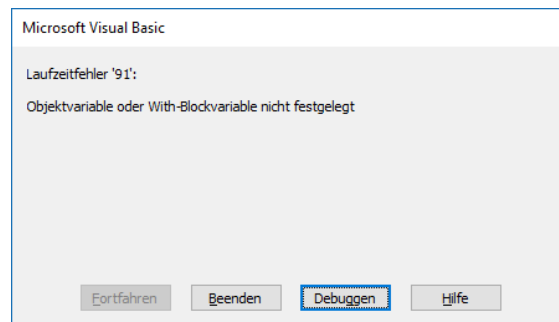 Microsoft Visual Basic
Laufzeitfehler '91':
Objektvariable oder With-Blockvariable nicht festgelegt
Fortfahren Beenden Debuggen Hilfe